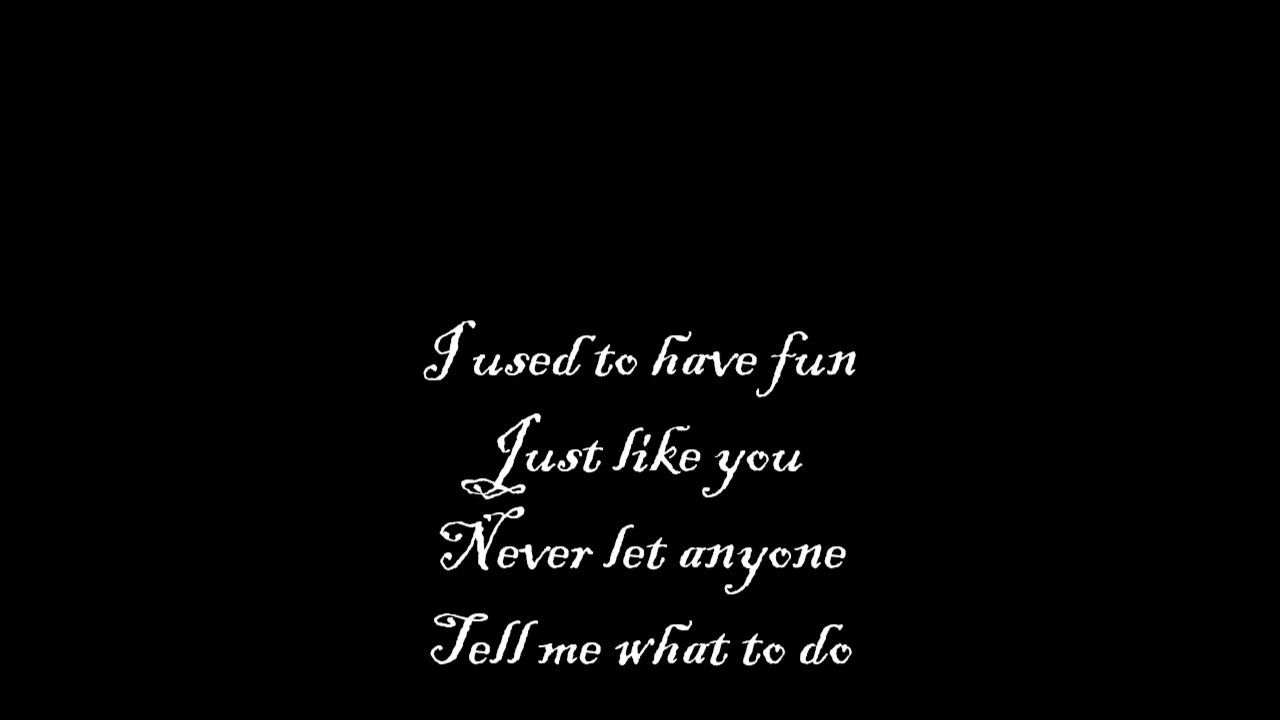 I used to have fun
Just like you
Never let anyone
Tell me what to do